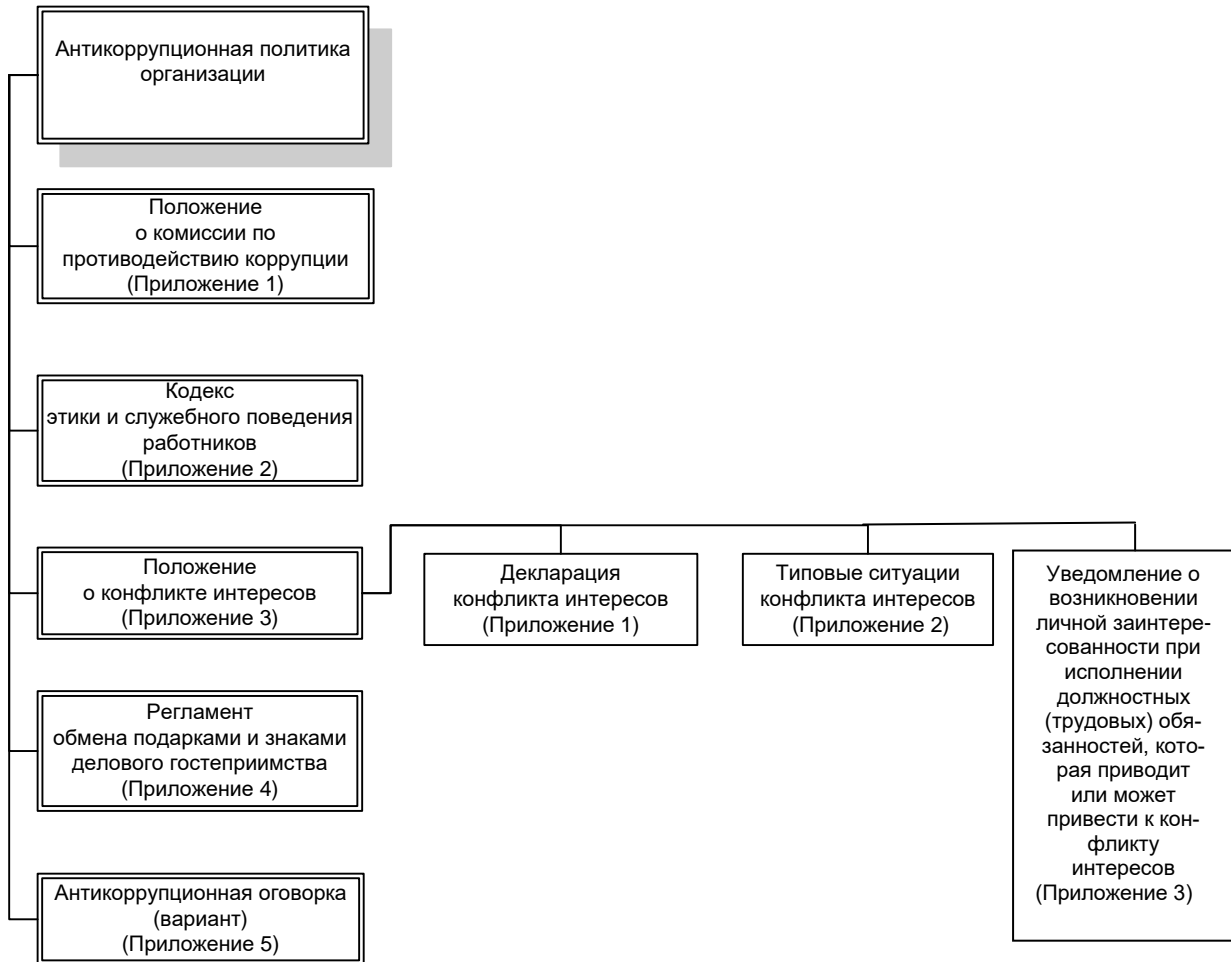 Антикоррупционная политика
организации
Положение
о комиссии по
противодействию коррупции
(Приложение 1)
Кодекс
этики и служебного поведения
работников
(Приложение 2)
Положение
о конфликте интересов
(Приложение 3)
Декларация
конфликта интересов
(Приложение 1)
Типовые ситуации
конфликта интересов
(Приложение 2)
Уведомление о
возникновении
личной заинтере-
сованности при
исполнении
должностных
(трудовых) обя-
занностей, кото-
рая приводит
или может
привести к кон-
фликту
интересов
(Приложение 3)
Регламент
обмена подарками и знаками
делового гостеприимства
(Приложение 4)
Антикоррупционная оговорка
(вариант)
(Приложение 5)